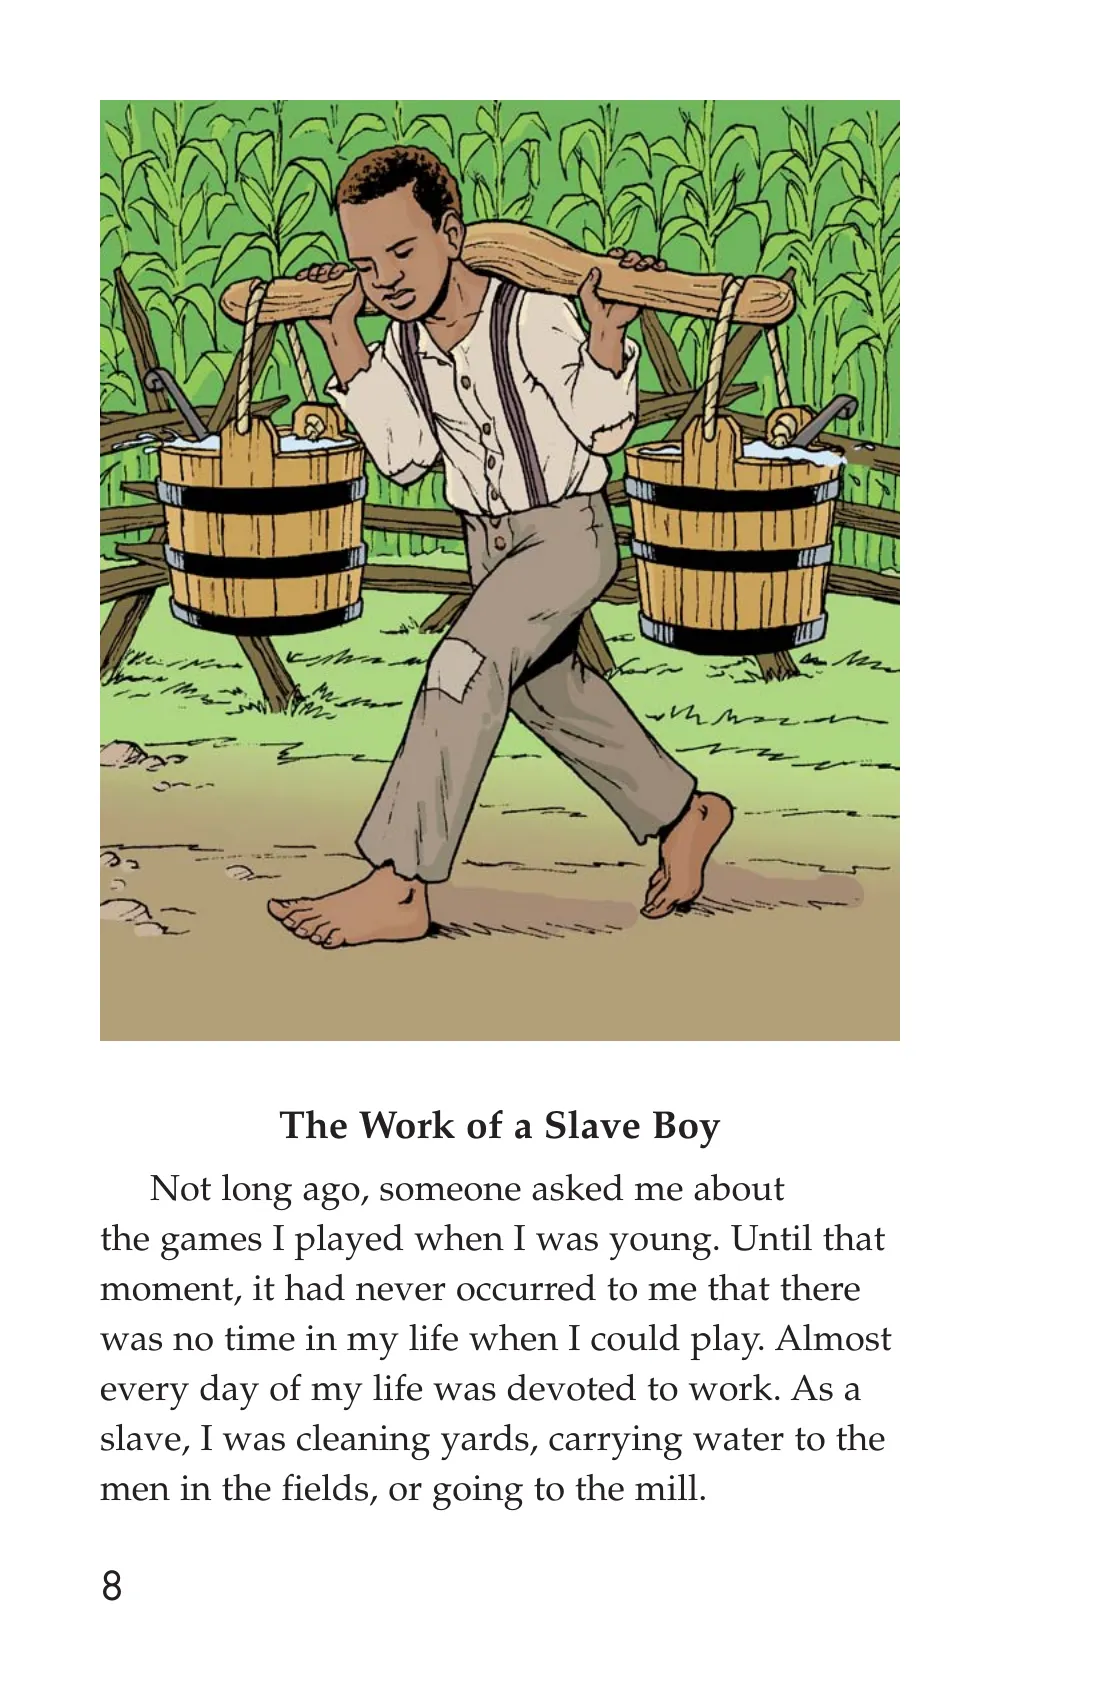 The Work of a Slave Boy
Not long ago, someone asked me about
the games I played when I was young. Until that
moment, it had never occurred to me that there
was no time in my life when I could play. Almost
every day of my life was devoted to work. As a
slave, I was cleaning yards, carrying water to the
men in the fields, or going to the mill.
8